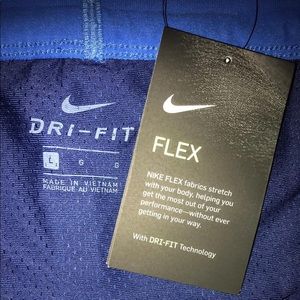 DRI-FIT
L G S
MADE IN VIETNAM
FABRIQUÉ AU VIETNAM
FLEX
NIKE FLEX fabrics stretch
with your body, helping you
get the most out of your
performance—without ever
getting in your way.
With DRI-FIT Technology